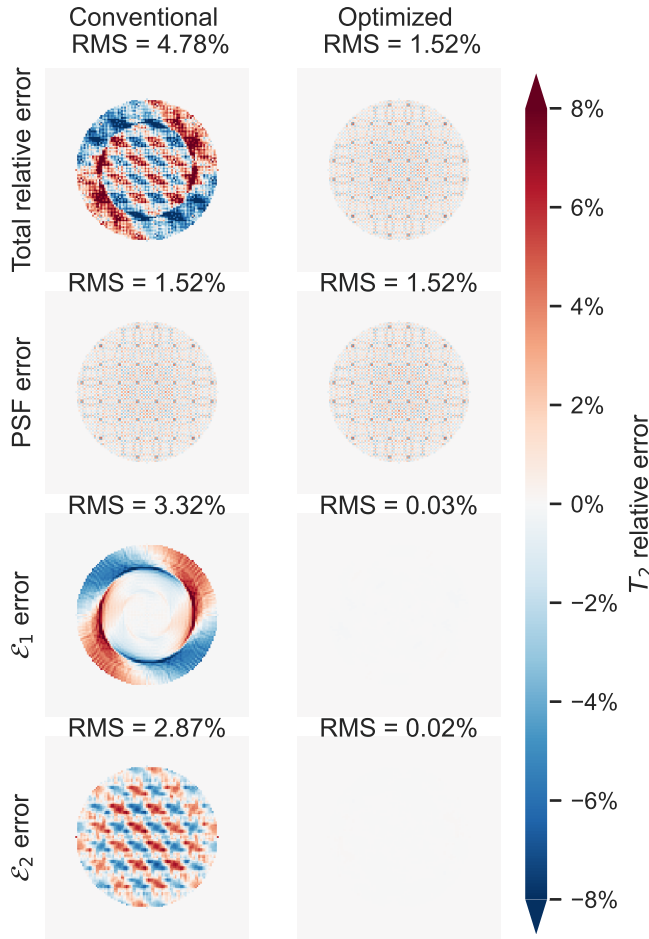 Conventional
RMS = 4.78%
Optimized
RMS = 1.52%
Total relative error
RMS = 1.52%
RMS = 1.52%
PSF error
RMS = 3.32%
RMS = 0.03%
ℰ₁ error
RMS = 2.87%
RMS = 0.02%
ℰ₂ error
8%
6%
4%
2%
0%
−2%
−4%
−6%
−8%
T₂ relative error